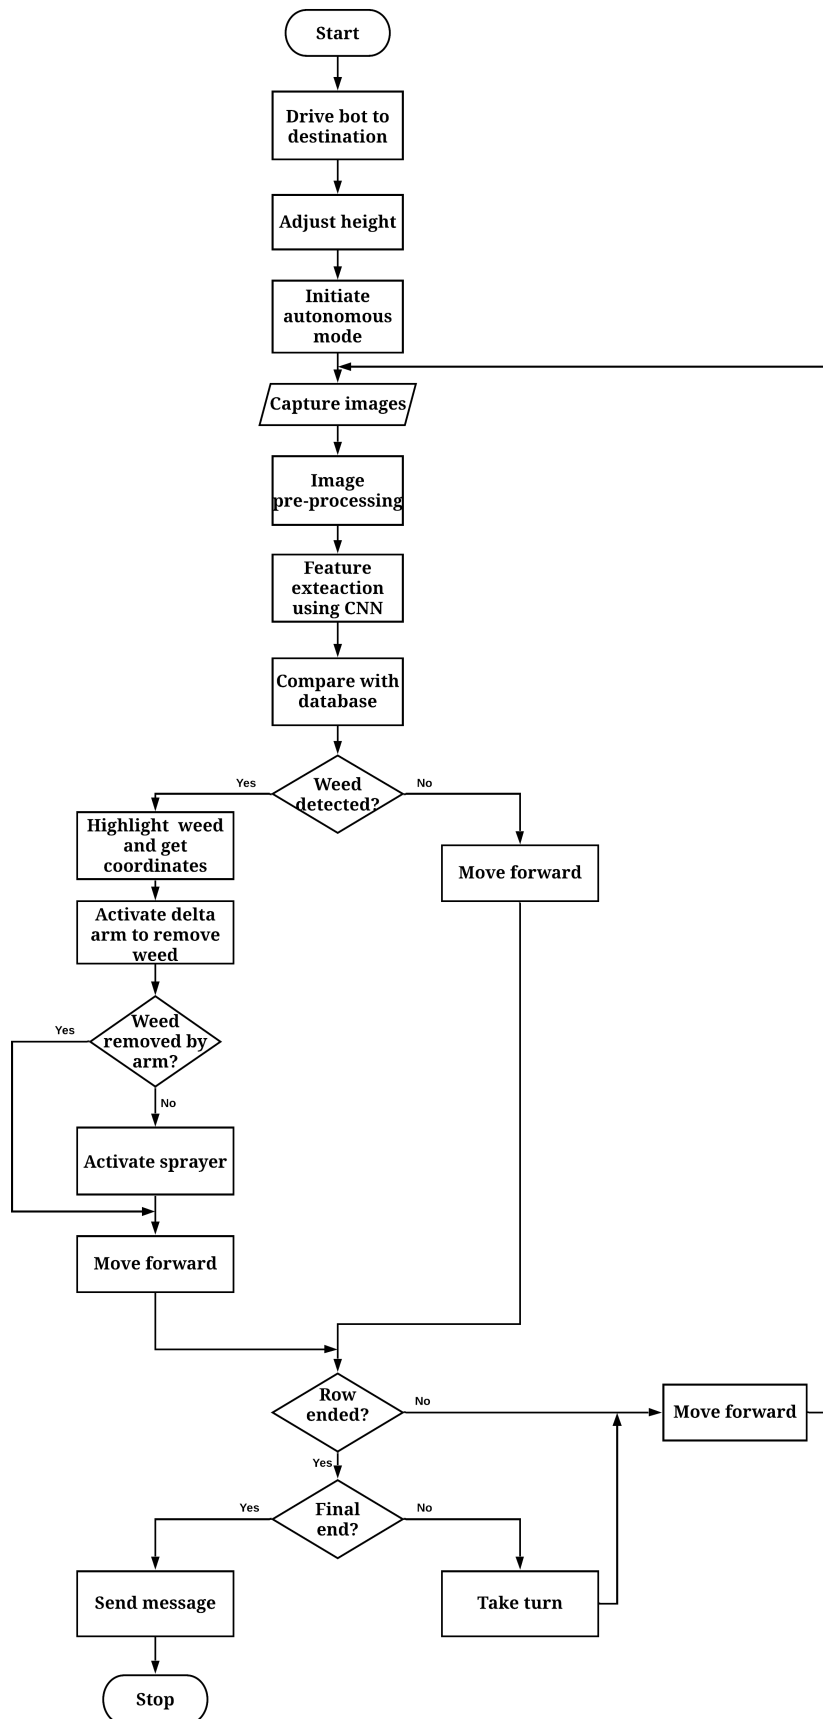 Start
Drive bot to
destination
Adjust height
Initiate
autonomous
mode
Capture images
Image
pre-processing
Feature
exteaction
using CNN
Compare with
database
Weed
detected?
Yes
No
Highlight  weed
and get
coordinates
Move forward
Activate delta
arm to remove
weed
Weed
removed by
arm?
Yes
No
Activate sprayer
Move forward
Row
ended?
No
Move forward
Yes
Final
end?
Yes
No
Send message
Take turn
Stop